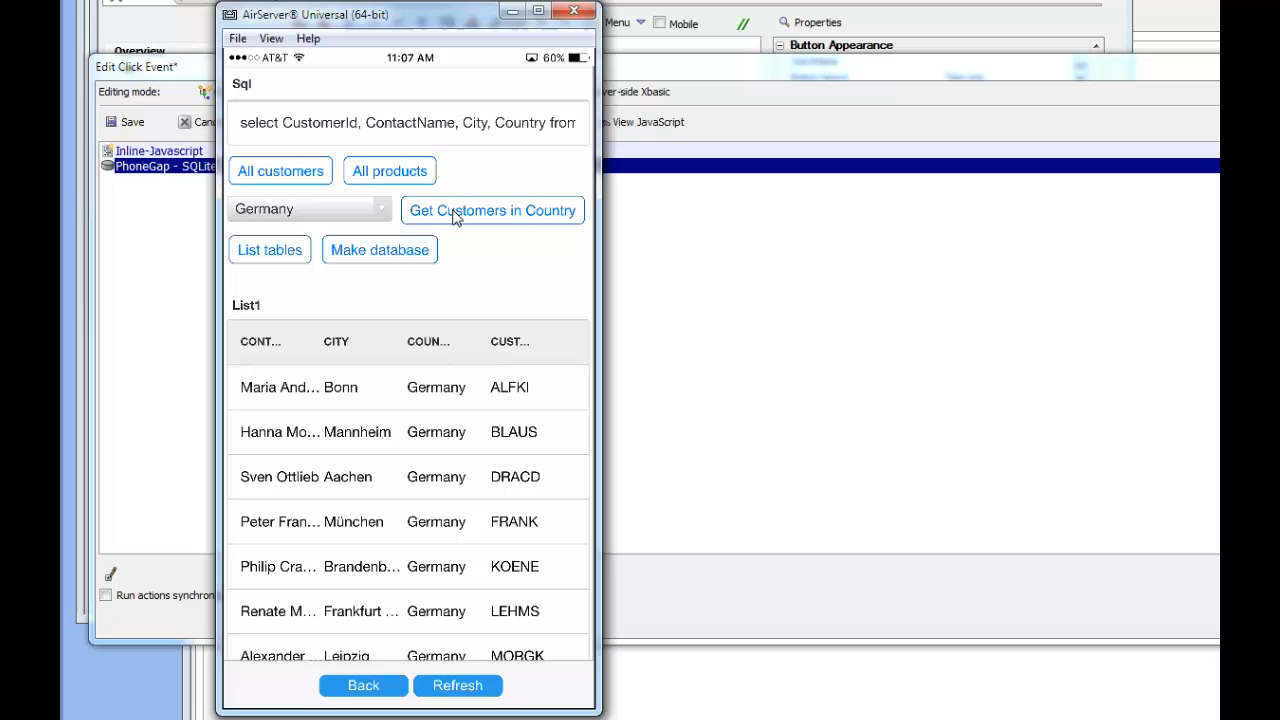 AirServer® Universal (64-bit)
Menu
Mobile
Properties
Overview
Button Appearance
File View Help
Edit Click Event*
AT&T 11:07 AM 60%
Editing mode:
ver-side Xbasic
Sql
Save
select CustomerId, ContactName, City, Country from
View JavaScript
Inline-Javascript
PhoneGap - SQLite
All customers All products
Germany Get Customers in Country
List tables Make database
List1
CONT... CITY COUN... CUST...
Maria And... Bonn Germany ALFKI
Hanna Mo... Mannheim Germany BLAUS
Sven Ottlieb Aachen Germany DRACD
Peter Fran... München Germany FRANK
Philip Cra... Brandenb... Germany KOENE
Run actions synchron
Renate M... Frankfurt ... Germany LEHMS
Alexander Leipzig Germany MORGK
Back Refresh